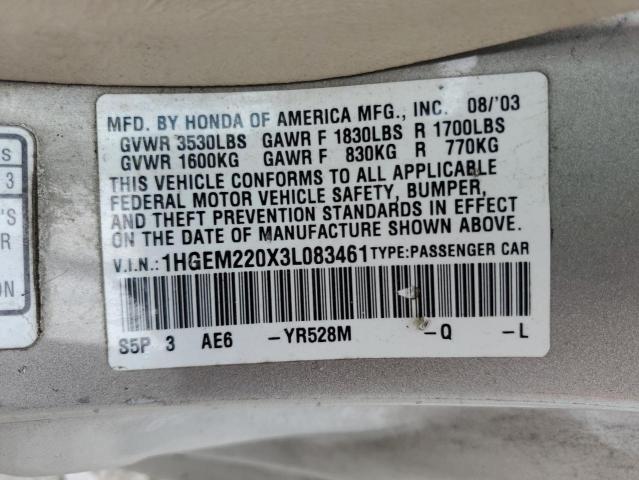 MFD. BY HONDA OF AMERICA MFG., INC. 08/'03
GVWR 3530LBS GAWR F 1830LBS R 1700LBS
GVWR 1600KG GAWR F 830KG R 770KG
THIS VEHICLE CONFORMS TO ALL APPLICABLE
FEDERAL MOTOR VEHICLE SAFETY, BUMPER,
AND THEFT PREVENTION STANDARDS IN EFFECT
ON THE DATE OF MANUFACTURE SHOWN ABOVE.
V.I.N.: 1HGEM220X3L083461 TYPE: PASSENGER CAR
S5P 3 AE6 -YR528M -Q -L
S
3
'S
R
ON